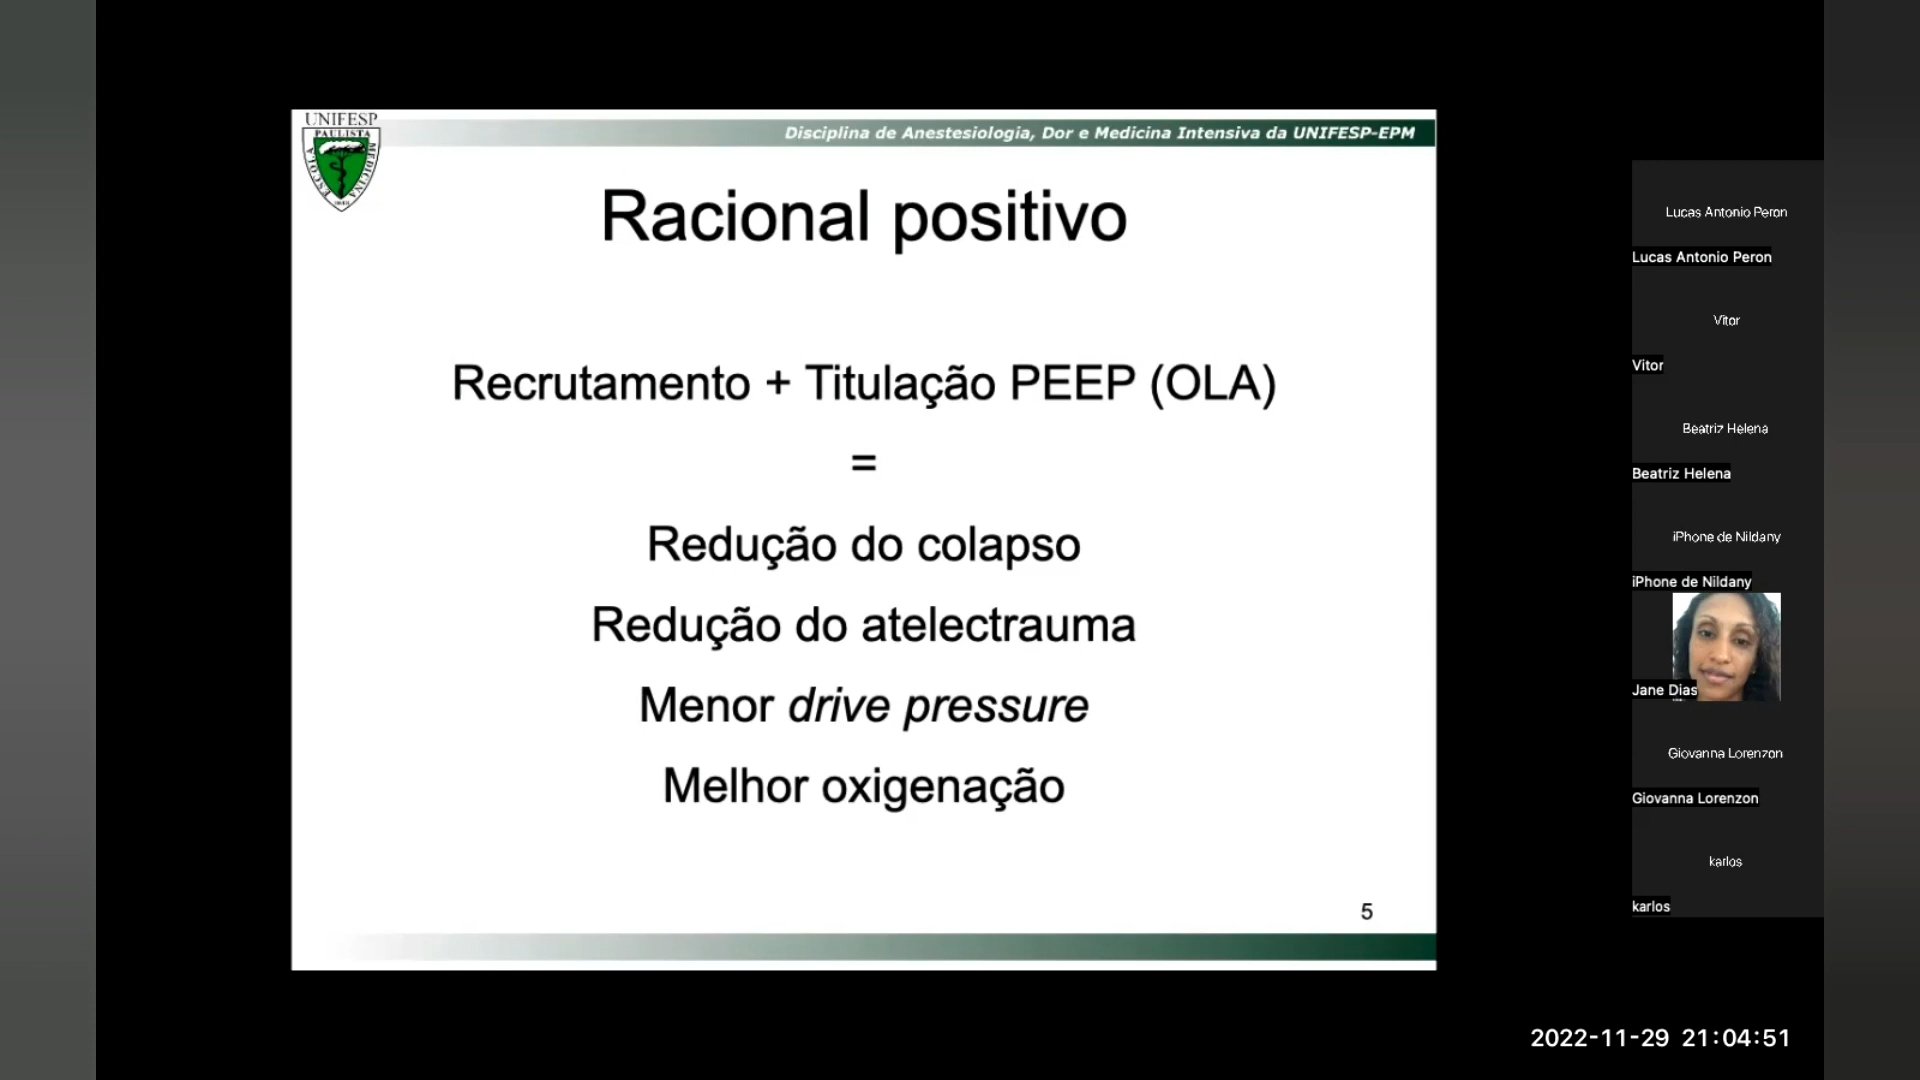 UNIFESP
PAULISTA
ESCOLA
MEDICINA
Disciplina de Anestesiologia, Dor e Medicina Intensiva da UNIFESP-EPM
Racional positivo
Recrutamento + Titulação PEEP (OLA)
=
Redução do colapso
Redução do atelectrauma
Menor drive pressure
Melhor oxigenação
5
Lucas Antonio Peron
Lucas Antonio Peron
Vitor
Vitor
Beatriz Helena
Beatriz Helena
iPhone de Nildany
iPhone de Nildany
Jane Dias
Giovanna Lorenzon
Giovanna Lorenzon
karlos
karlos
2022-11-29 21:04:51